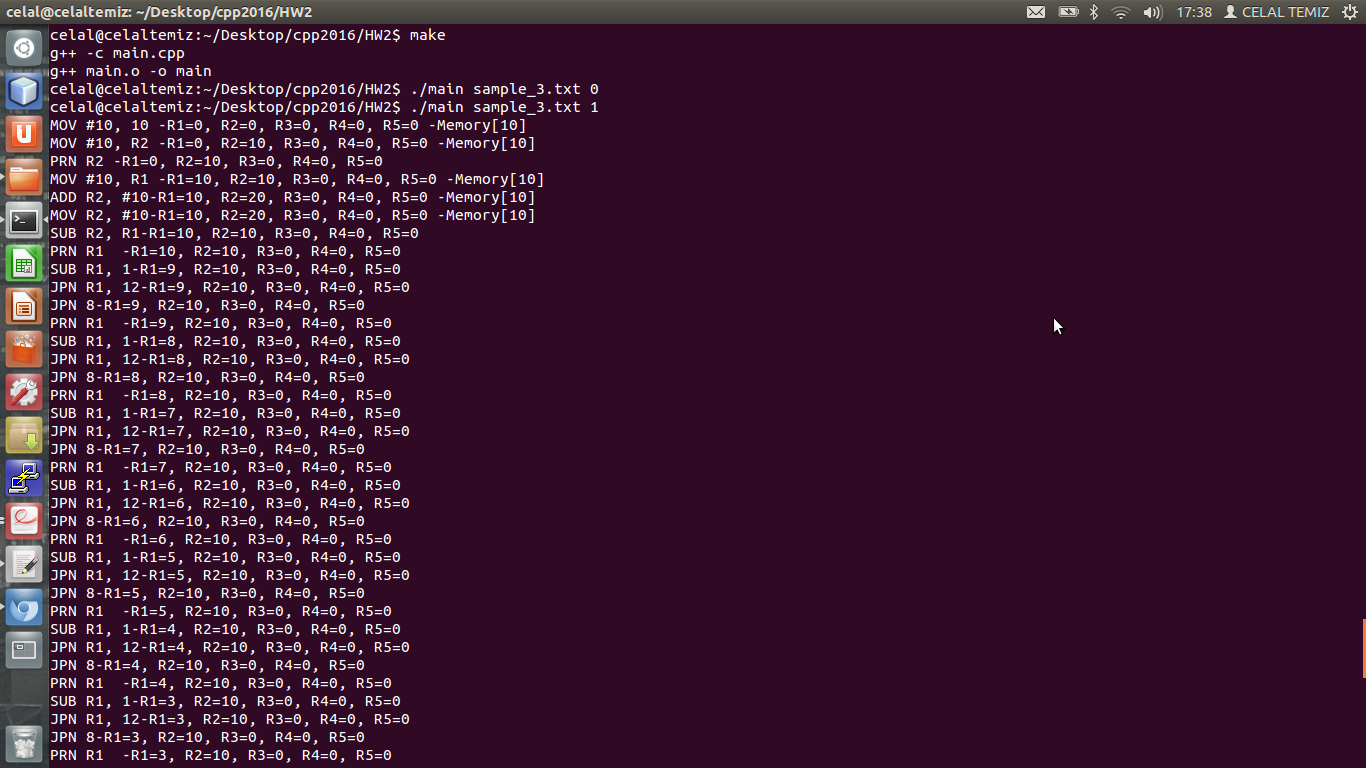 celal@celaltemiz: ~/Desktop/cpp2016/HW2 17:38 CELAL TEMIZ
celal@celaltemiz:~/Desktop/cpp2016/HW2$ make
g++ -c main.cpp
g++ main.o -o main
celal@celaltemiz:~/Desktop/cpp2016/HW2$ ./main sample_3.txt 0
celal@celaltemiz:~/Desktop/cpp2016/HW2$ ./main sample_3.txt 1
MOV #10, 10 -R1=0, R2=0, R3=0, R4=0, R5=0 -Memory[10]
MOV #10, R2 -R1=0, R2=10, R3=0, R4=0, R5=0 -Memory[10]
PRN R2 -R1=0, R2=10, R3=0, R4=0, R5=0
MOV #10, R1 -R1=10, R2=10, R3=0, R4=0, R5=0 -Memory[10]
ADD R2, #10-R1=10, R2=20, R3=0, R4=0, R5=0 -Memory[10]
MOV R2, #10-R1=10, R2=20, R3=0, R4=0, R5=0 -Memory[10]
SUB R2, R1-R1=10, R2=10, R3=0, R4=0, R5=0
PRN R1  -R1=10, R2=10, R3=0, R4=0, R5=0
SUB R1, 1-R1=9, R2=10, R3=0, R4=0, R5=0
JPN R1, 12-R1=9, R2=10, R3=0, R4=0, R5=0
JPN 8-R1=9, R2=10, R3=0, R4=0, R5=0
PRN R1  -R1=9, R2=10, R3=0, R4=0, R5=0
SUB R1, 1-R1=8, R2=10, R3=0, R4=0, R5=0
JPN R1, 12-R1=8, R2=10, R3=0, R4=0, R5=0
JPN 8-R1=8, R2=10, R3=0, R4=0, R5=0
PRN R1  -R1=8, R2=10, R3=0, R4=0, R5=0
SUB R1, 1-R1=7, R2=10, R3=0, R4=0, R5=0
JPN R1, 12-R1=7, R2=10, R3=0, R4=0, R5=0
JPN 8-R1=7, R2=10, R3=0, R4=0, R5=0
PRN R1  -R1=7, R2=10, R3=0, R4=0, R5=0
SUB R1, 1-R1=6, R2=10, R3=0, R4=0, R5=0
JPN R1, 12-R1=6, R2=10, R3=0, R4=0, R5=0
JPN 8-R1=6, R2=10, R3=0, R4=0, R5=0
PRN R1  -R1=6, R2=10, R3=0, R4=0, R5=0
SUB R1, 1-R1=5, R2=10, R3=0, R4=0, R5=0
JPN R1, 12-R1=5, R2=10, R3=0, R4=0, R5=0
JPN 8-R1=5, R2=10, R3=0, R4=0, R5=0
PRN R1  -R1=5, R2=10, R3=0, R4=0, R5=0
SUB R1, 1-R1=4, R2=10, R3=0, R4=0, R5=0
JPN R1, 12-R1=4, R2=10, R3=0, R4=0, R5=0
JPN 8-R1=4, R2=10, R3=0, R4=0, R5=0
PRN R1  -R1=4, R2=10, R3=0, R4=0, R5=0
SUB R1, 1-R1=3, R2=10, R3=0, R4=0, R5=0
JPN R1, 12-R1=3, R2=10, R3=0, R4=0, R5=0
JPN 8-R1=3, R2=10, R3=0, R4=0, R5=0
PRN R1  -R1=3, R2=10, R3=0, R4=0, R5=0